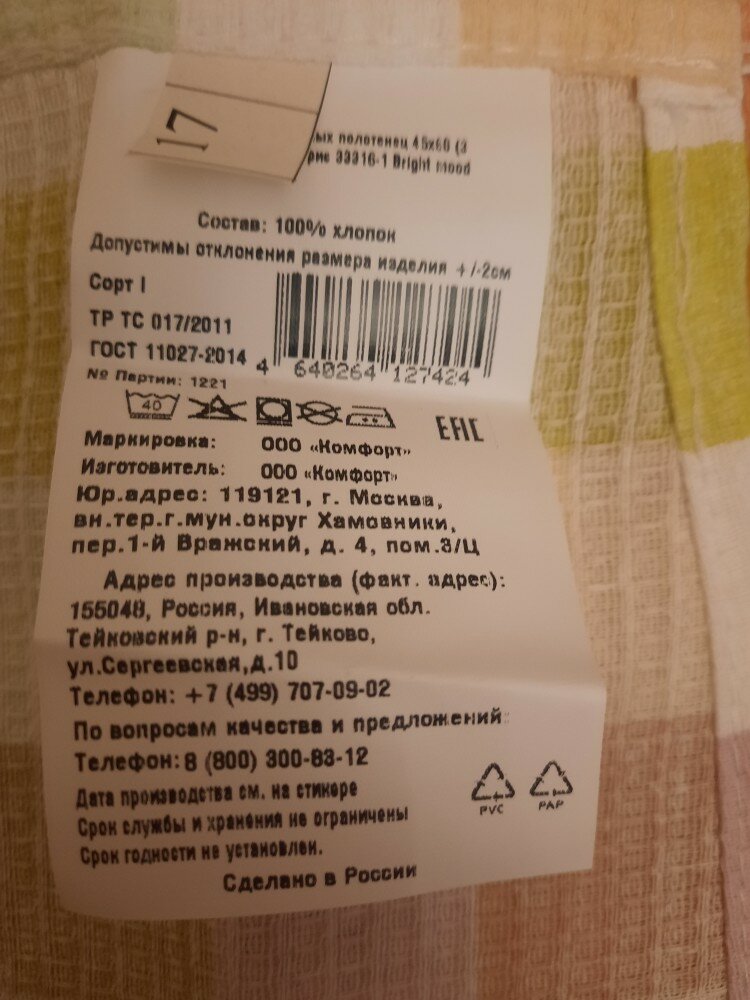 17
ых полотенец 45х60 (3
рис 33316-1 Bright mood
Состав: 100% хлопок
Допустимы отклонения размера изделия +/-2см
Сорт I
ТР ТС 017/2011
ГОСТ 11027-2014
4 640264 127424
№ Партии: 1221
40
EAC
Маркировка: ООО «Комфорт»
Изготовитель: ООО «Комфорт»
Юр.адрес: 119121, г. Москва,
вн.тер.г.мун.округ Хамовники,
пер.1-й Вражский, д. 4, пом.3/Ц
Адрес производства (факт. адрес):
155048, Россия, Ивановская обл.
Тейковский р-н, г. Тейково,
ул.Сергеевская,д.10
Телефон: +7 (499) 707-09-02
По вопросам качества и предложений:
Телефон:8 (800) 300-83-12
Дата производства см. на стикере
Срок службы и хранения не ограничены
Срок годности не установлен.
PVC PAP
Сделано в России